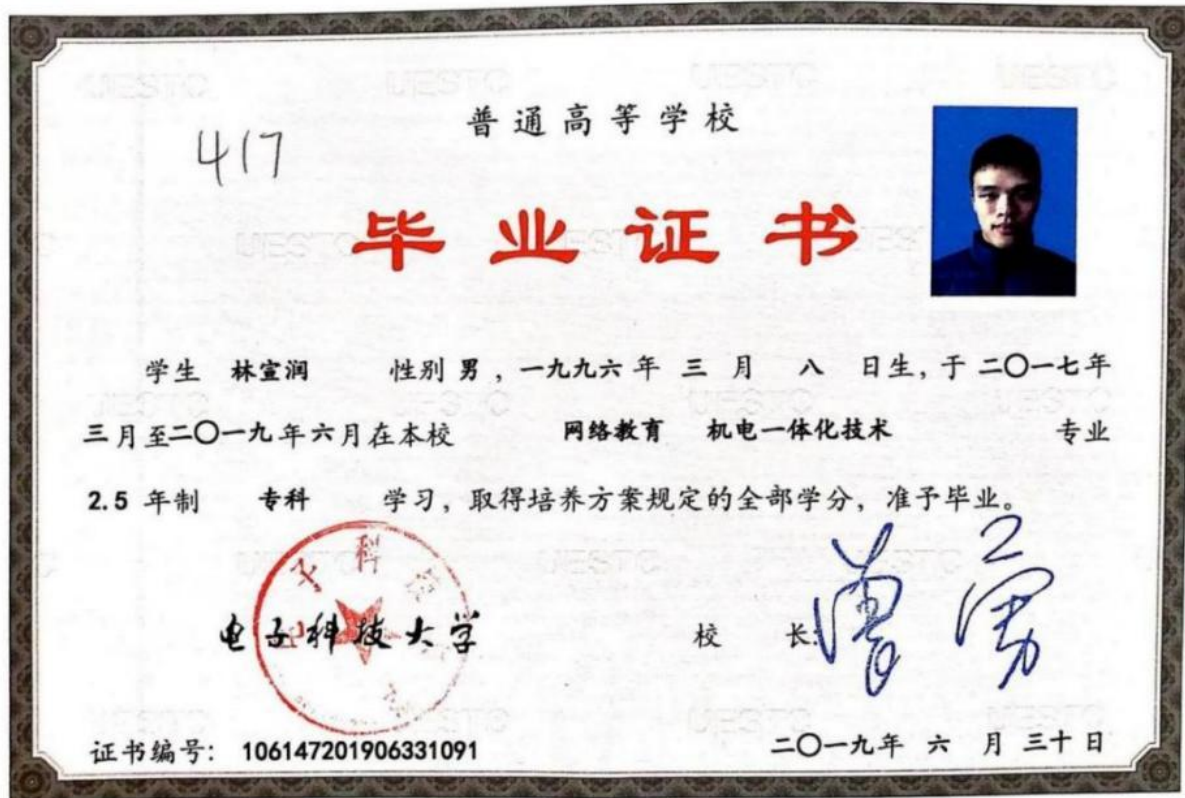 普通高等学校
417
毕业证书
学生 林宣润 性别 男，一九九六年 三 月 八 日生，于二〇一七年
三月至二〇一九年六月在本校 网络教育 机电一体化技术 专业
2.5 年制 专科 学习，取得培养方案规定的全部学分，准予毕业。
电子科技大学
校 长：曾勇
证书编号：106147201906331091
二〇一九年 六 月 三十日